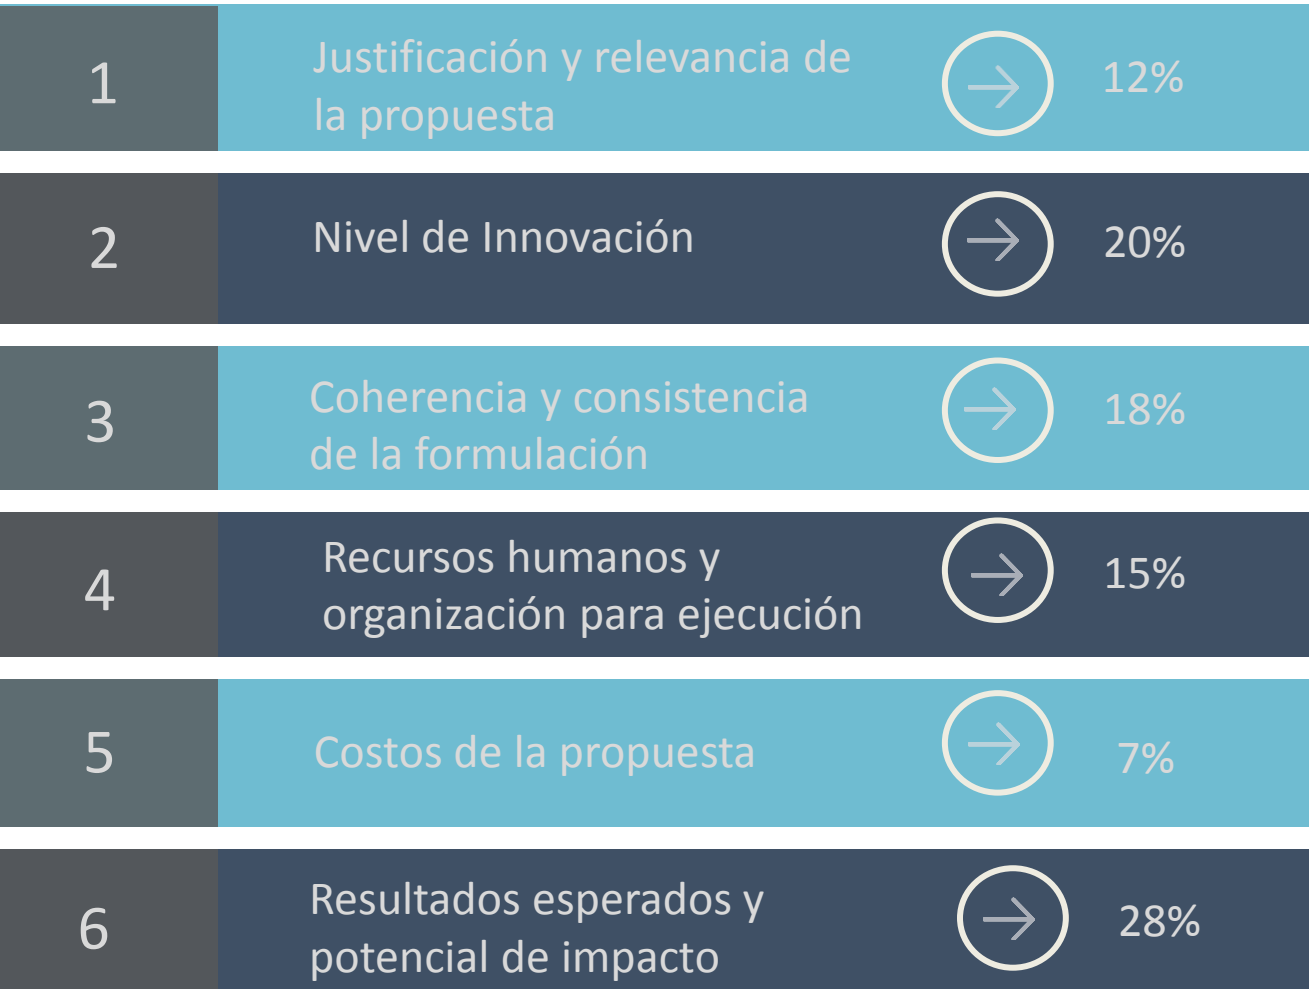 1
Justificación y relevancia de
la propuesta
12%
2
Nivel de Innovación
20%
3
Coherencia y consistencia
de la formulación
18%
4
Recursos humanos y
organización para ejecución
15%
5
Costos de la propuesta
7%
6
Resultados esperados y
potencial de impacto
28%